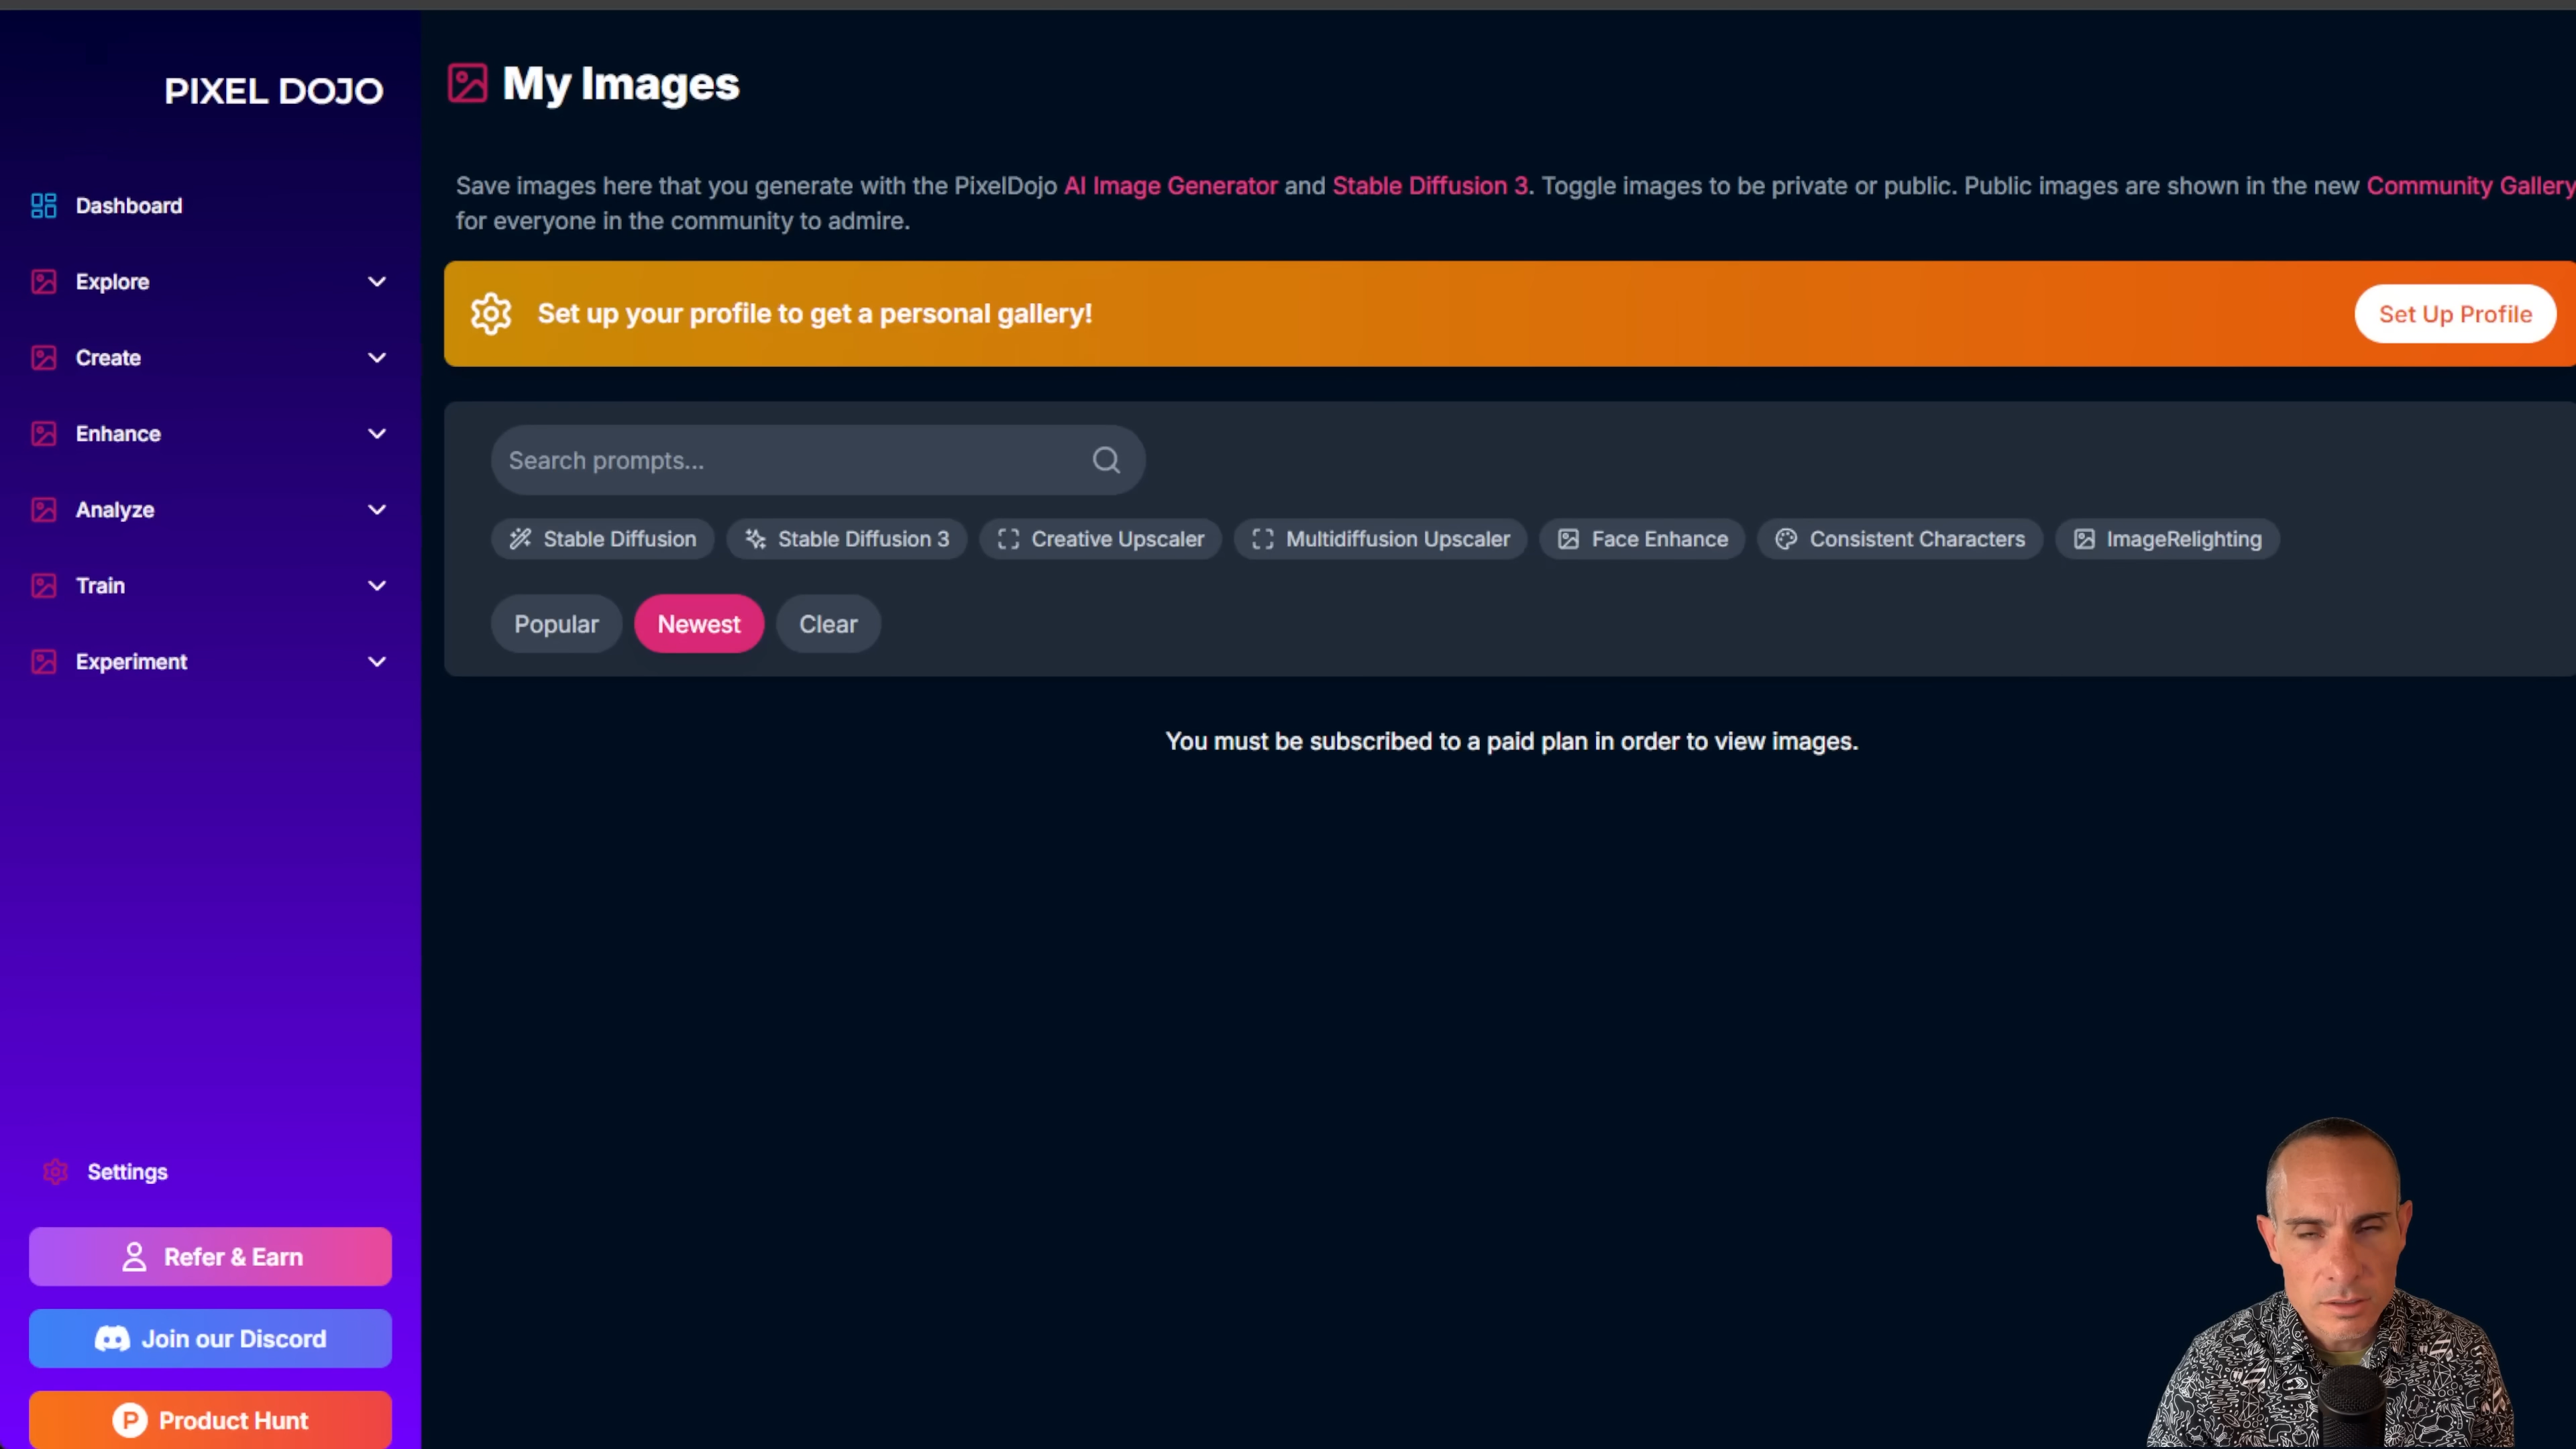 PIXEL DOJO
Dashboard
Explore
Create
Enhance
Analyze
Train
Experiment
Settings
Refer & Earn
Join our Discord
P Product Hunt
My Images
Save images here that you generate with the PixelDojo AI Image Generator and Stable Diffusion 3. Toggle images to be private or public. Public images are shown in the new Community Gallery
for everyone in the community to admire.
Set up your profile to get a personal gallery!
Set Up Profile
Search prompts...
Stable Diffusion Stable Diffusion 3 Creative Upscaler Multidiffusion Upscaler Face Enhance Consistent Characters ImageRelighting
Popular Newest Clear
You must be subscribed to a paid plan in order to view images.